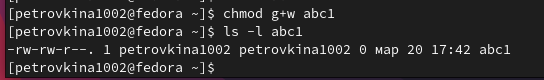 [petrovkina1002@fedora ~]$ chmod g+w abc1
[petrovkina1002@fedora ~]$ ls -l abc1
-rw-rw-r--. 1 petrovkina1002 petrovkina1002 0 мар 20 17:42 abc1
[petrovkina1002@fedora ~]$